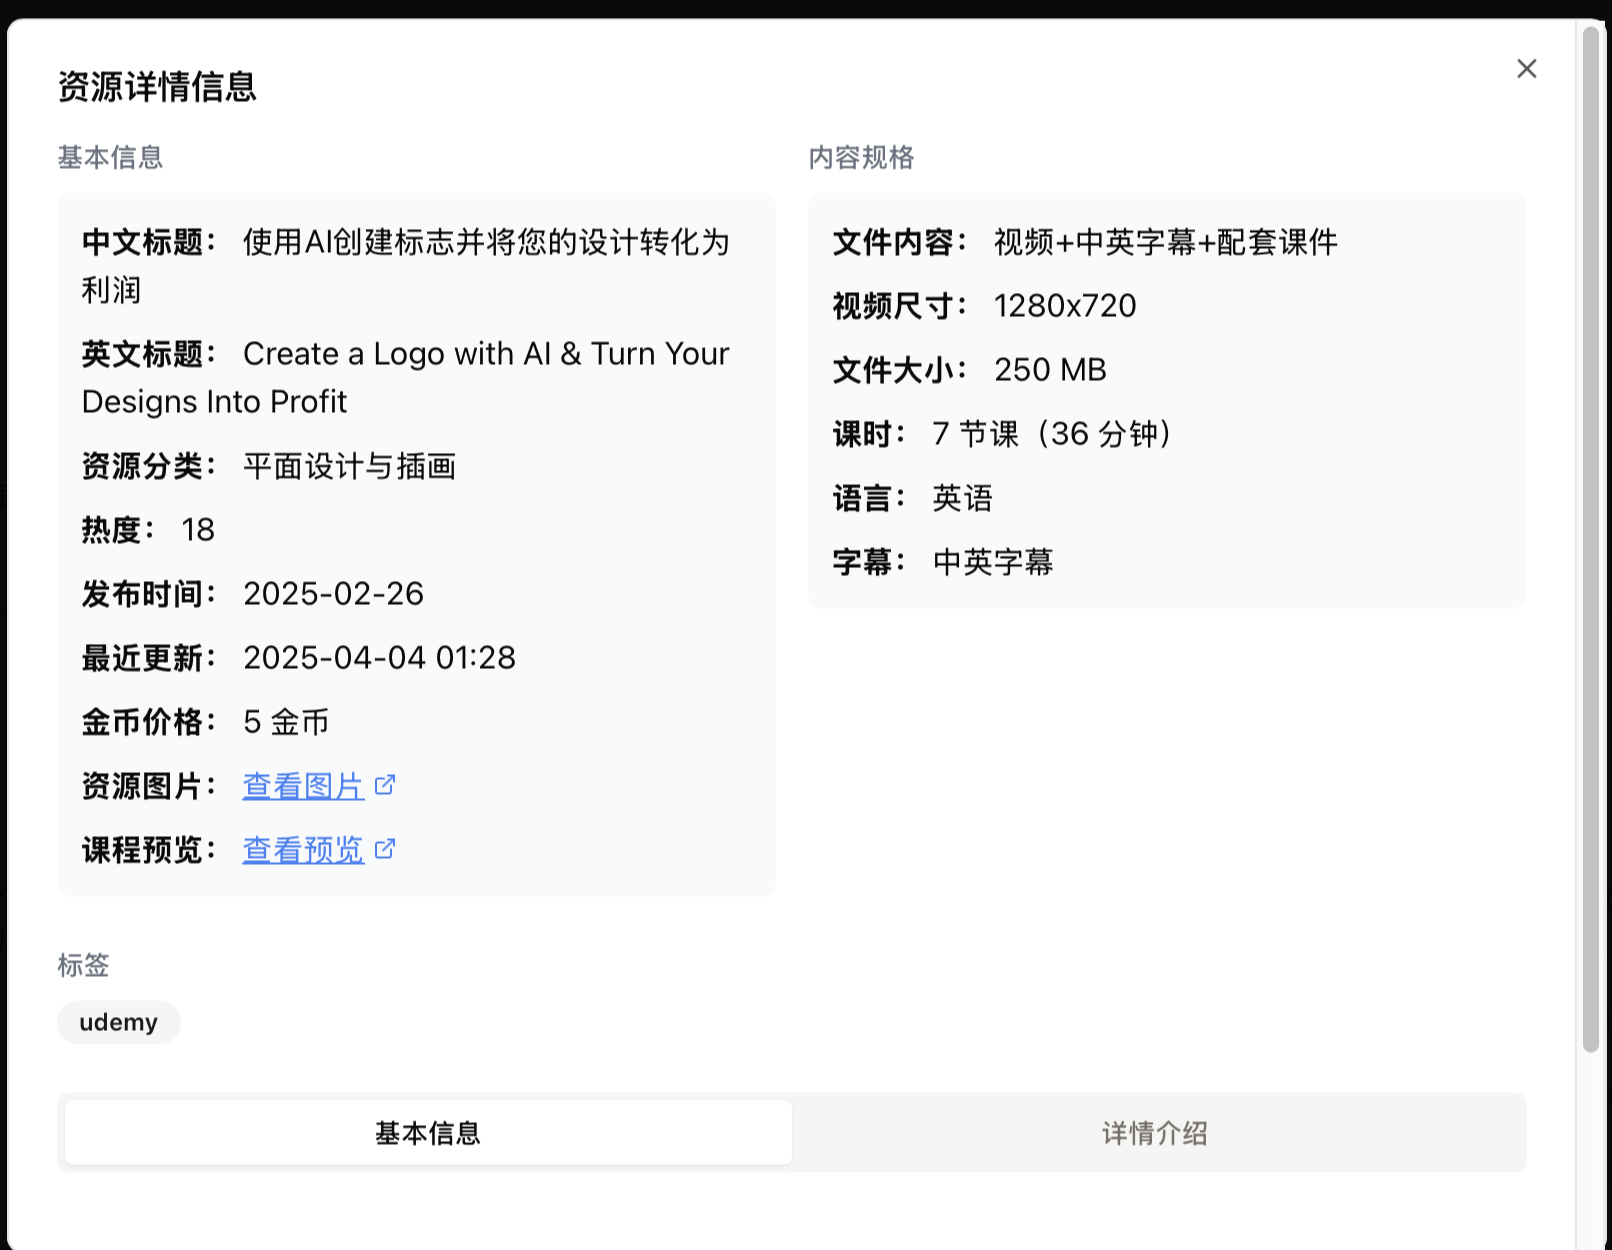 资源详情信息
基本信息
中文标题： 使用AI创建标志并将您的设计转化为
利润
英文标题： Create a Logo with AI & Turn Your
Designs Into Profit
资源分类： 平面设计与插画
热度： 18
发布时间： 2025-02-26
最近更新： 2025-04-04 01:28
金币价格： 5 金币
资源图片： 查看图片
课程预览： 查看预览
内容规格
文件内容： 视频+中英字幕+配套课件
视频尺寸： 1280x720
文件大小： 250 MB
课时： 7 节课（36 分钟）
语言： 英语
字幕： 中英字幕
标签
udemy
基本信息
详情介绍